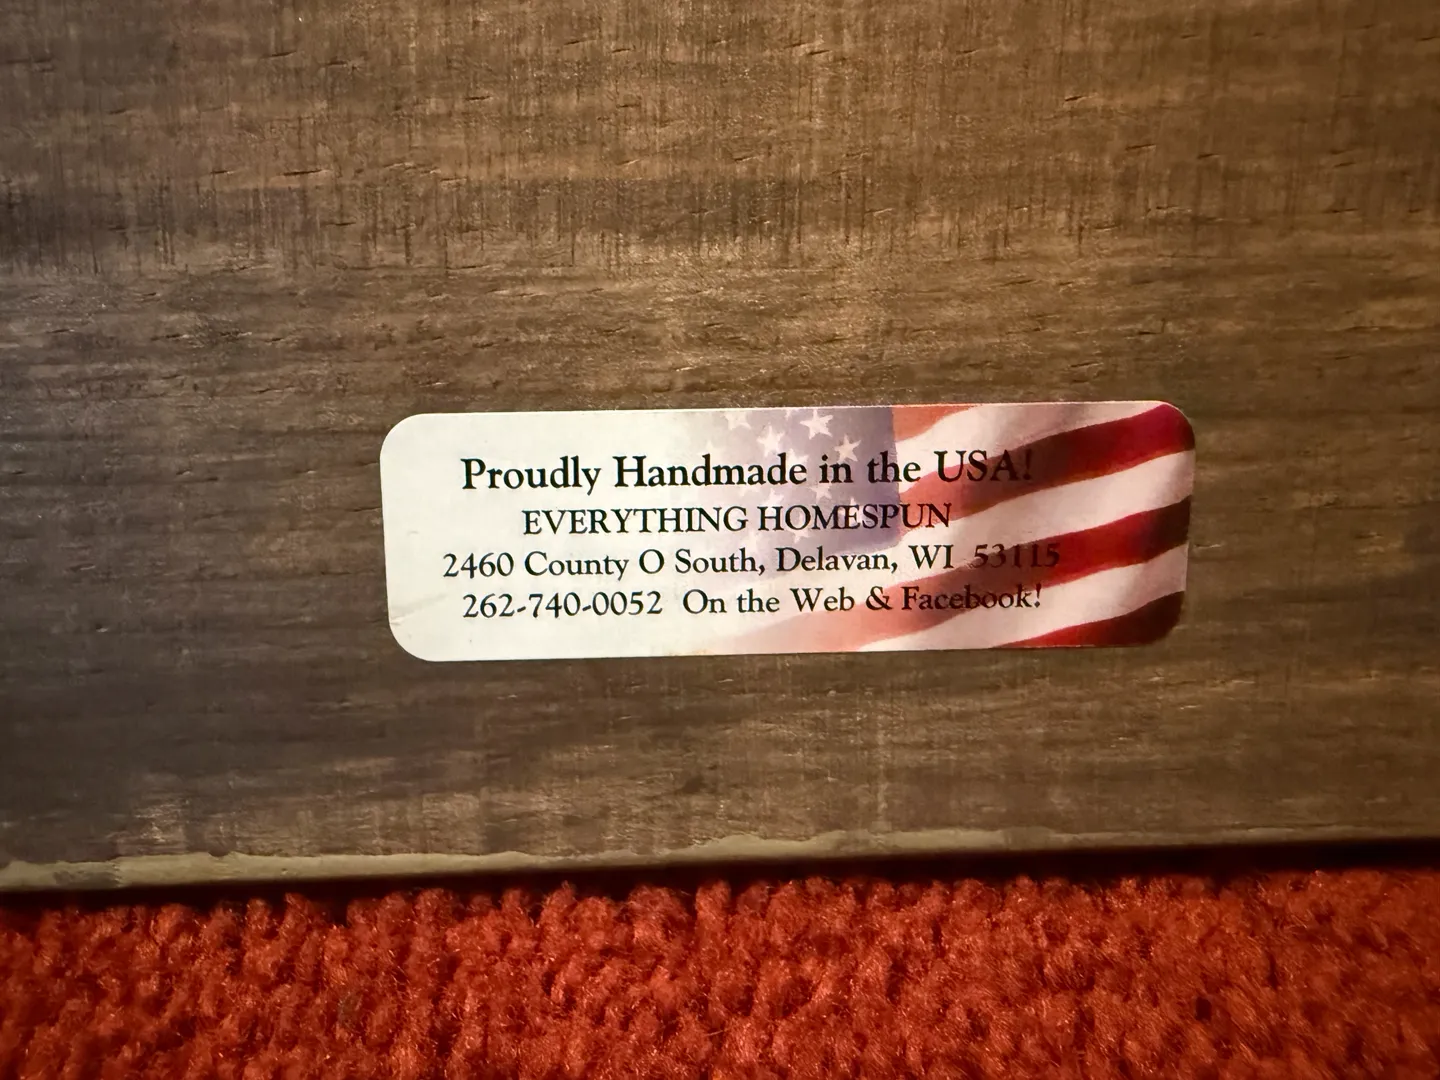 Proudly Handmade in the USA!
EVERYTHING HOMESPUN
2460 County O South, Delavan, WI 53115
262-740-0052 On the Web & Facebook!